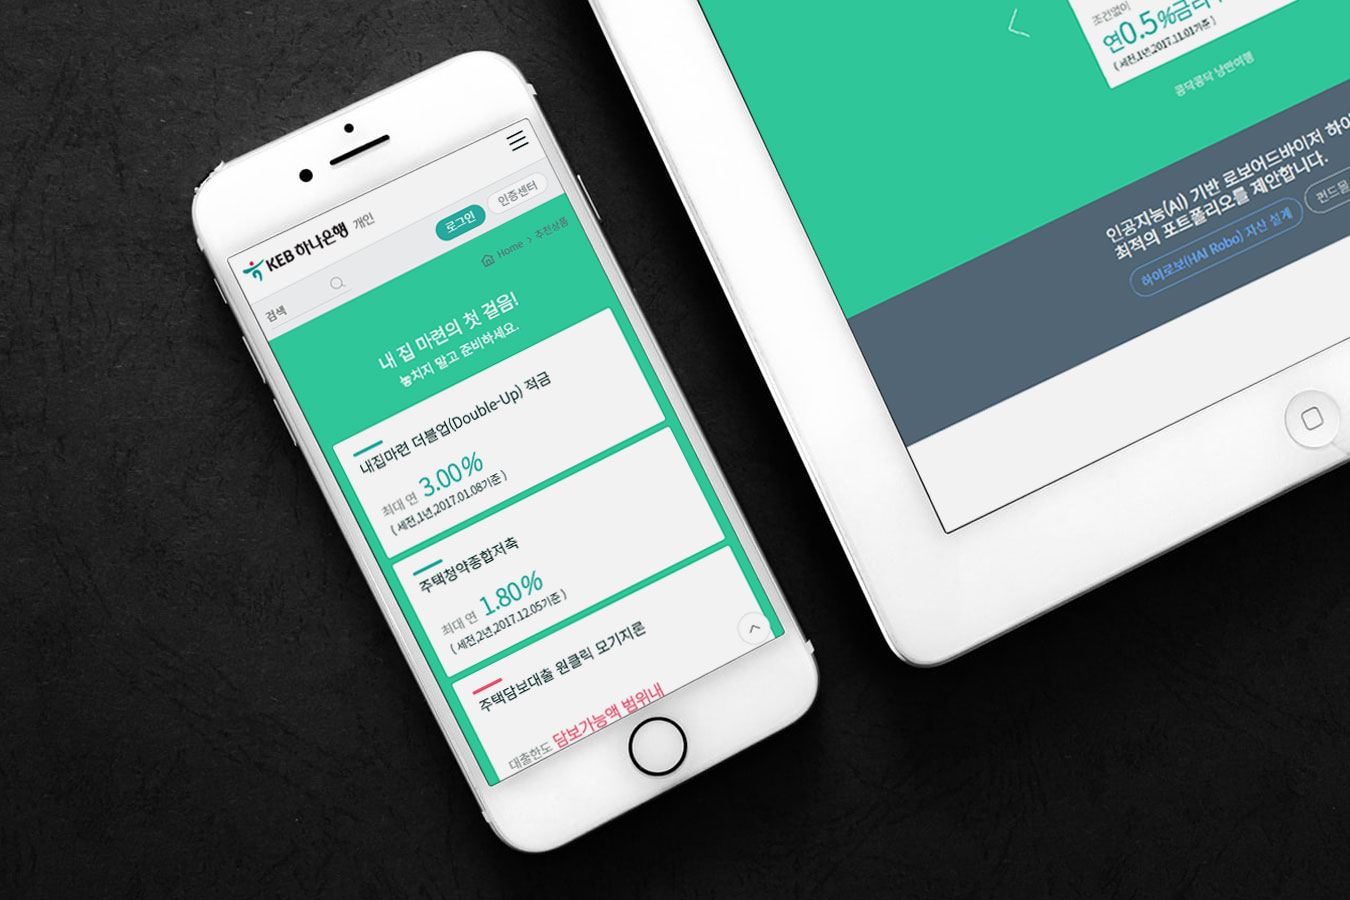 KEB 하나은행 개인
로그인
인증센터
검색
Home > 추천상품
내 집 마련의 첫 걸음!
놓치지 말고 준비하세요.
내집마련 더블업(Double-Up) 적금
최대 연 3.00%
( 세전,1년,2017.01.08기준 )
주택청약종합저축
최대 연 1.80%
( 세전,2년,2017.12.05기준 )
주택담보대출 원클릭 모기지론
대출한도 담보가능액 범위내
조건없이
연0.5%금리
( 세전,1년,2017.,11.01기준 )
콩닥콩닥 낭만여행
인공지능(AI) 기반 로보어드바이저 하이
최적의 포트폴리오를 제안합니다.
하이로보(HAI Robo) 자산 설계
펀드몰